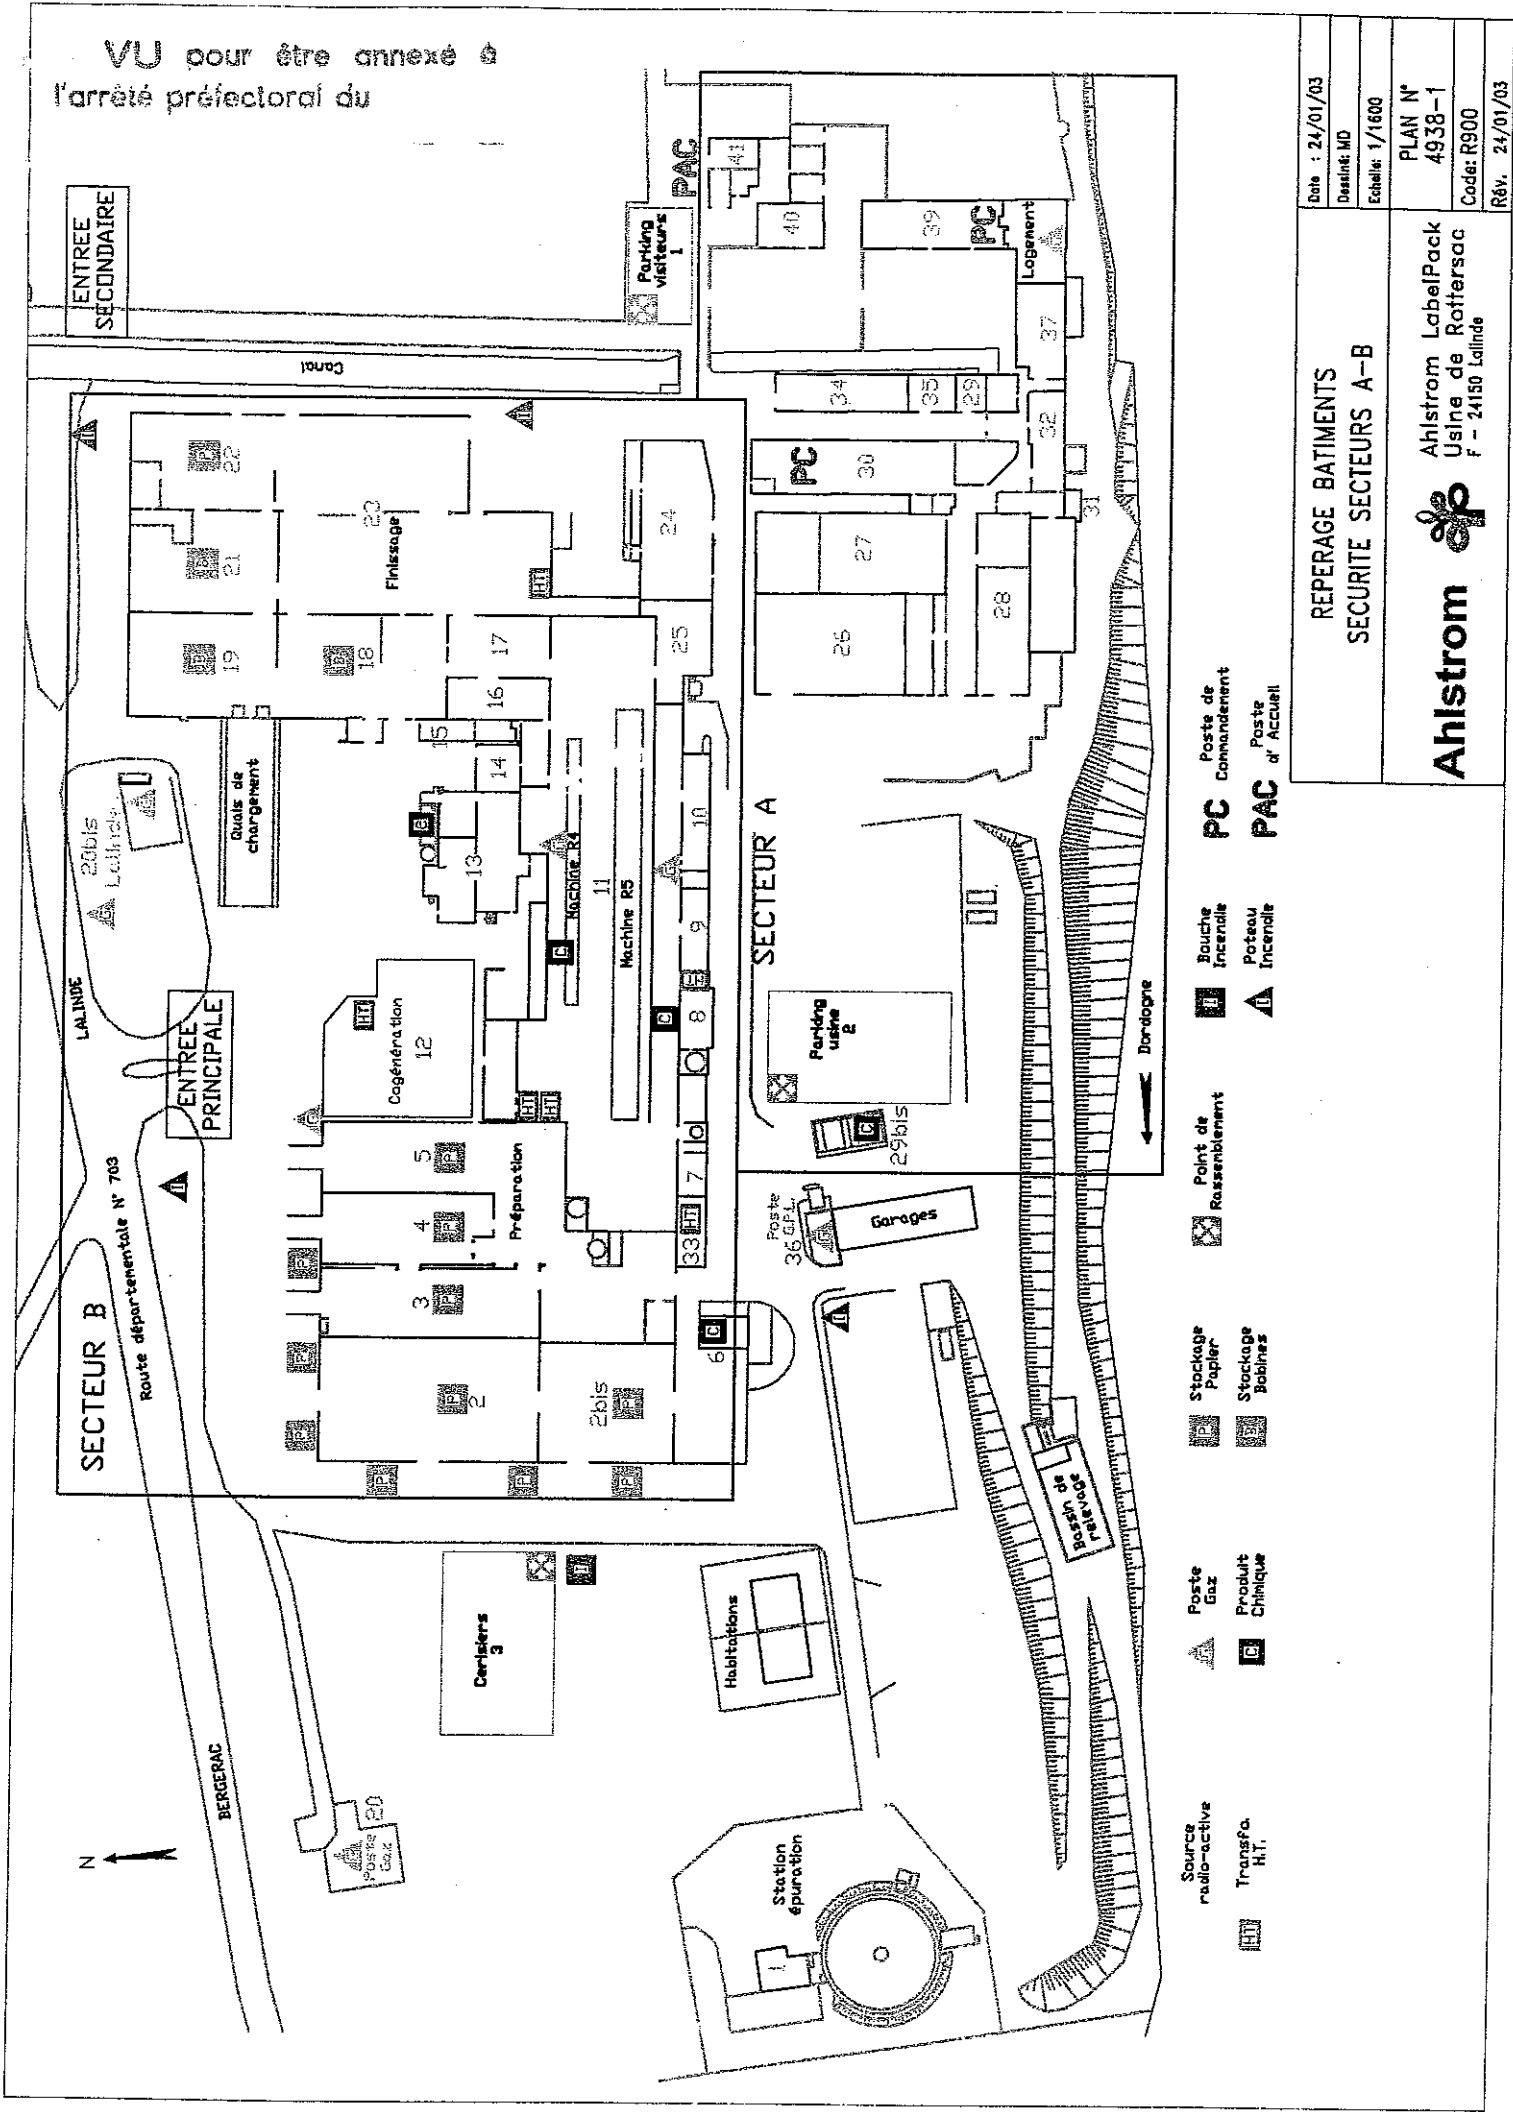 VU pour être annexé à
l'arrêté préfectoral du
ENTREE
SECONDAIRE
Canal
Parking
visiteurs
1
PAC
41
40
39
PC
Logement
37
34
35
29
32
PC
30
31
27
26
28
22
21
23
Finissage
HT
24
25
19
18
17
16
15
14
13
Quais de
chargement
20bis
Lalinde
LALINDE
ENTREE
PRINCIPALE
SECTEUR B
Route départementale N° 703
BERGERAC
N
HT
Cogénération
12
Machine R4
11
Machine R5
10
9
8
7
33
HT
HT
HT
5
4
3
2
2bis
Préparation
6
SECTEUR A
Parking
usine
2
29bis
Poste
36 G.P.L.
Garages
Dordogne
Bassin de
relevage
Cerisiers
3
Habitations
Poste
Gaz
20
Station
épuration
1
Source
radio-active
HT
Transfo.
H.T.
G
Poste
Gaz
C
Produit
Chimique
P
Stockage
Papier
B
Stockage
Bobines
Point de
Rassemblement
I
Bouche
Incendie
I
Poteau
Incendie
PC
Poste de
Commandement
PAC
Poste
d' Accueil
REPERAGE BATIMENTS
SECURITE SECTEURS A-B
Date : 24/01/03
Dessiné: MD
Echelle: 1/1600
PLAN N°
4938-1
Code: R900
Rév. 24/01/03
Ahlstrom
Ahlstrom LabelPack
Usine de Rottersac
F - 24150 Lalinde